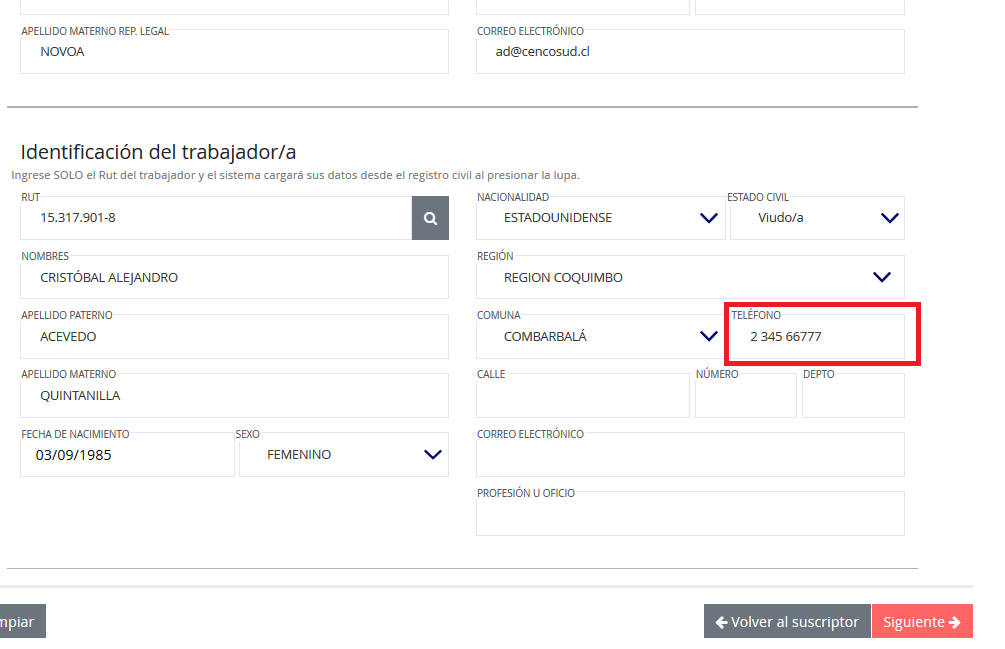 APELLIDO MATERNO REP. LEGAL
NOVOA
CORREO ELECTRÓNICO
ad@cencosud.cl
Identificación del trabajador/a
Ingrese SOLO el Rut del trabajador y el sistema cargará sus datos desde el registro civil al presionar la lupa.
RUT
15.317.901-8
NACIONALIDAD
ESTADOUNIDENSE
ESTADO CIVIL
Viudo/a
NOMBRES
CRISTÓBAL ALEJANDRO
REGIÓN
REGION COQUIMBO
APELLIDO PATERNO
ACEVEDO
COMUNA
COMBARBALÁ
TELÉFONO
2 345 66777
APELLIDO MATERNO
QUINTANILLA
CALLE
NÚMERO
DEPTO
FECHA DE NACIMIENTO
03/09/1985
SEXO
FEMENINO
CORREO ELECTRÓNICO
PROFESIÓN U OFICIO
mpiar
Volver al suscriptor
Siguiente